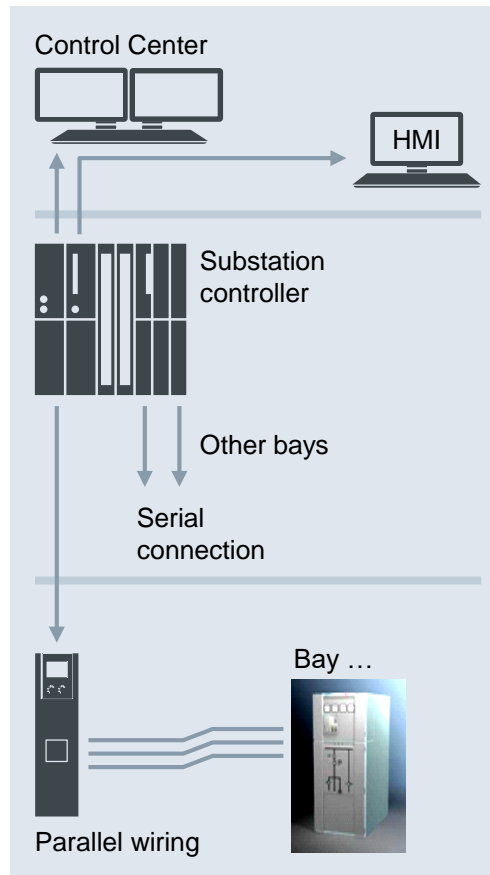 Control Center
HMI
Substation
controller
Other bays
Serial
connection
Bay …
Parallel wiring